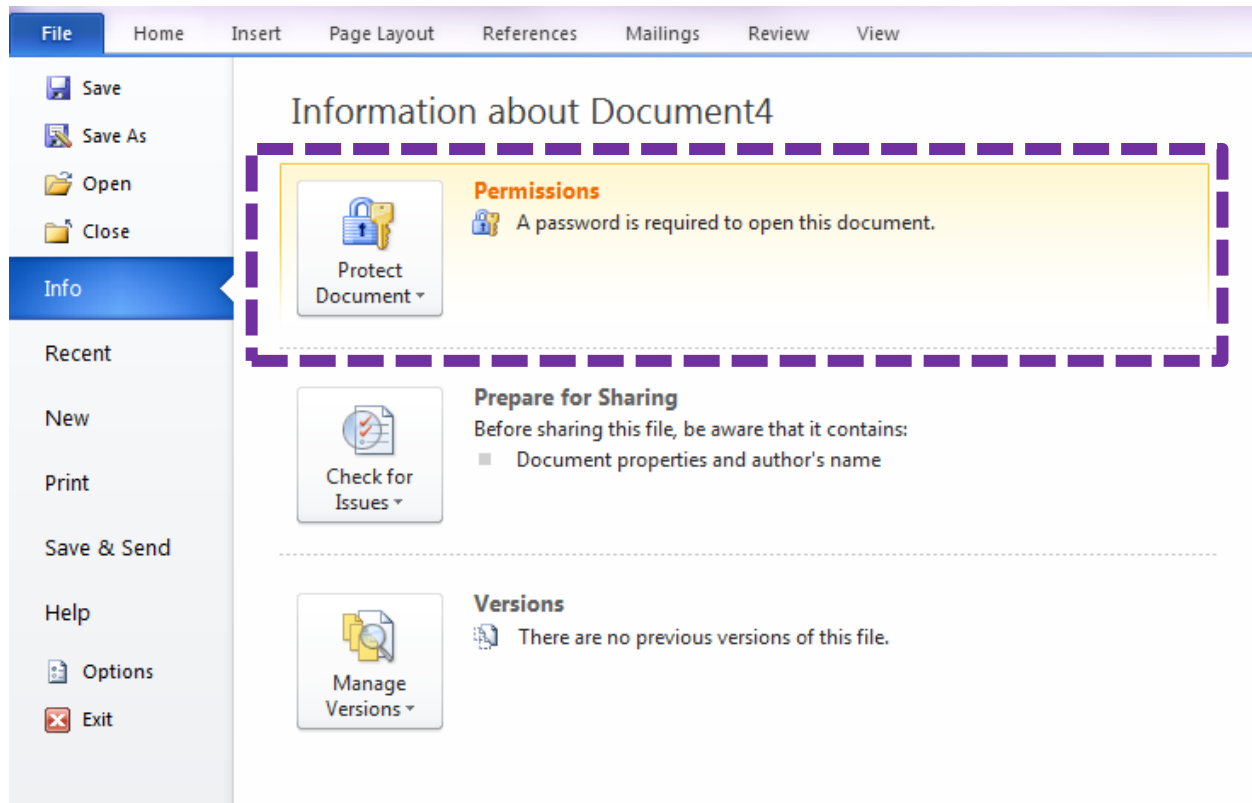 File Home Insert Page Layout References Mailings Review View
Save
Save As
Open
Close
Info
Recent
New
Print
Save & Send
Help
Options
Exit
Information about Document4
Protect
Document
Permissions
A password is required to open this document.
Check for
Issues
Prepare for Sharing
Before sharing this file, be aware that it contains:
Document properties and author's name
Manage
Versions
Versions
There are no previous versions of this file.